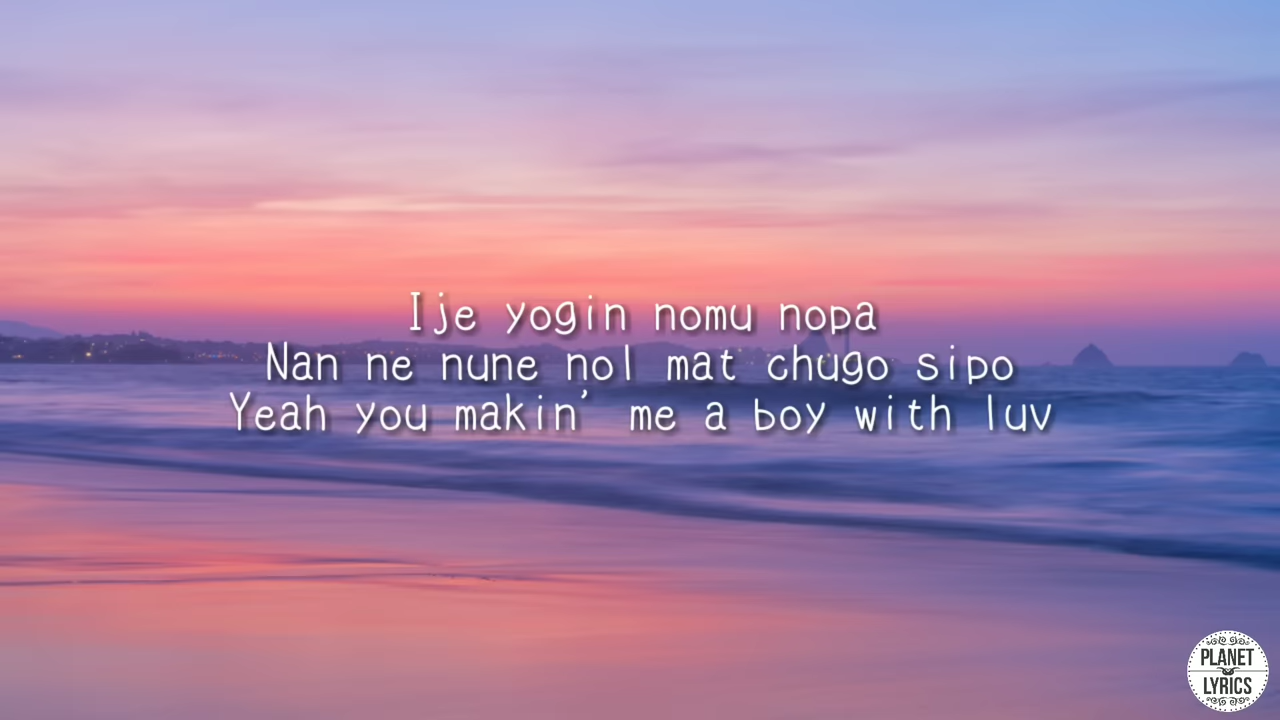 Ije yogin nomu nopa
Nan ne nune nol mat chugo sipo
Yeah you makin' me a boy with luv
PLANET
LYRICS